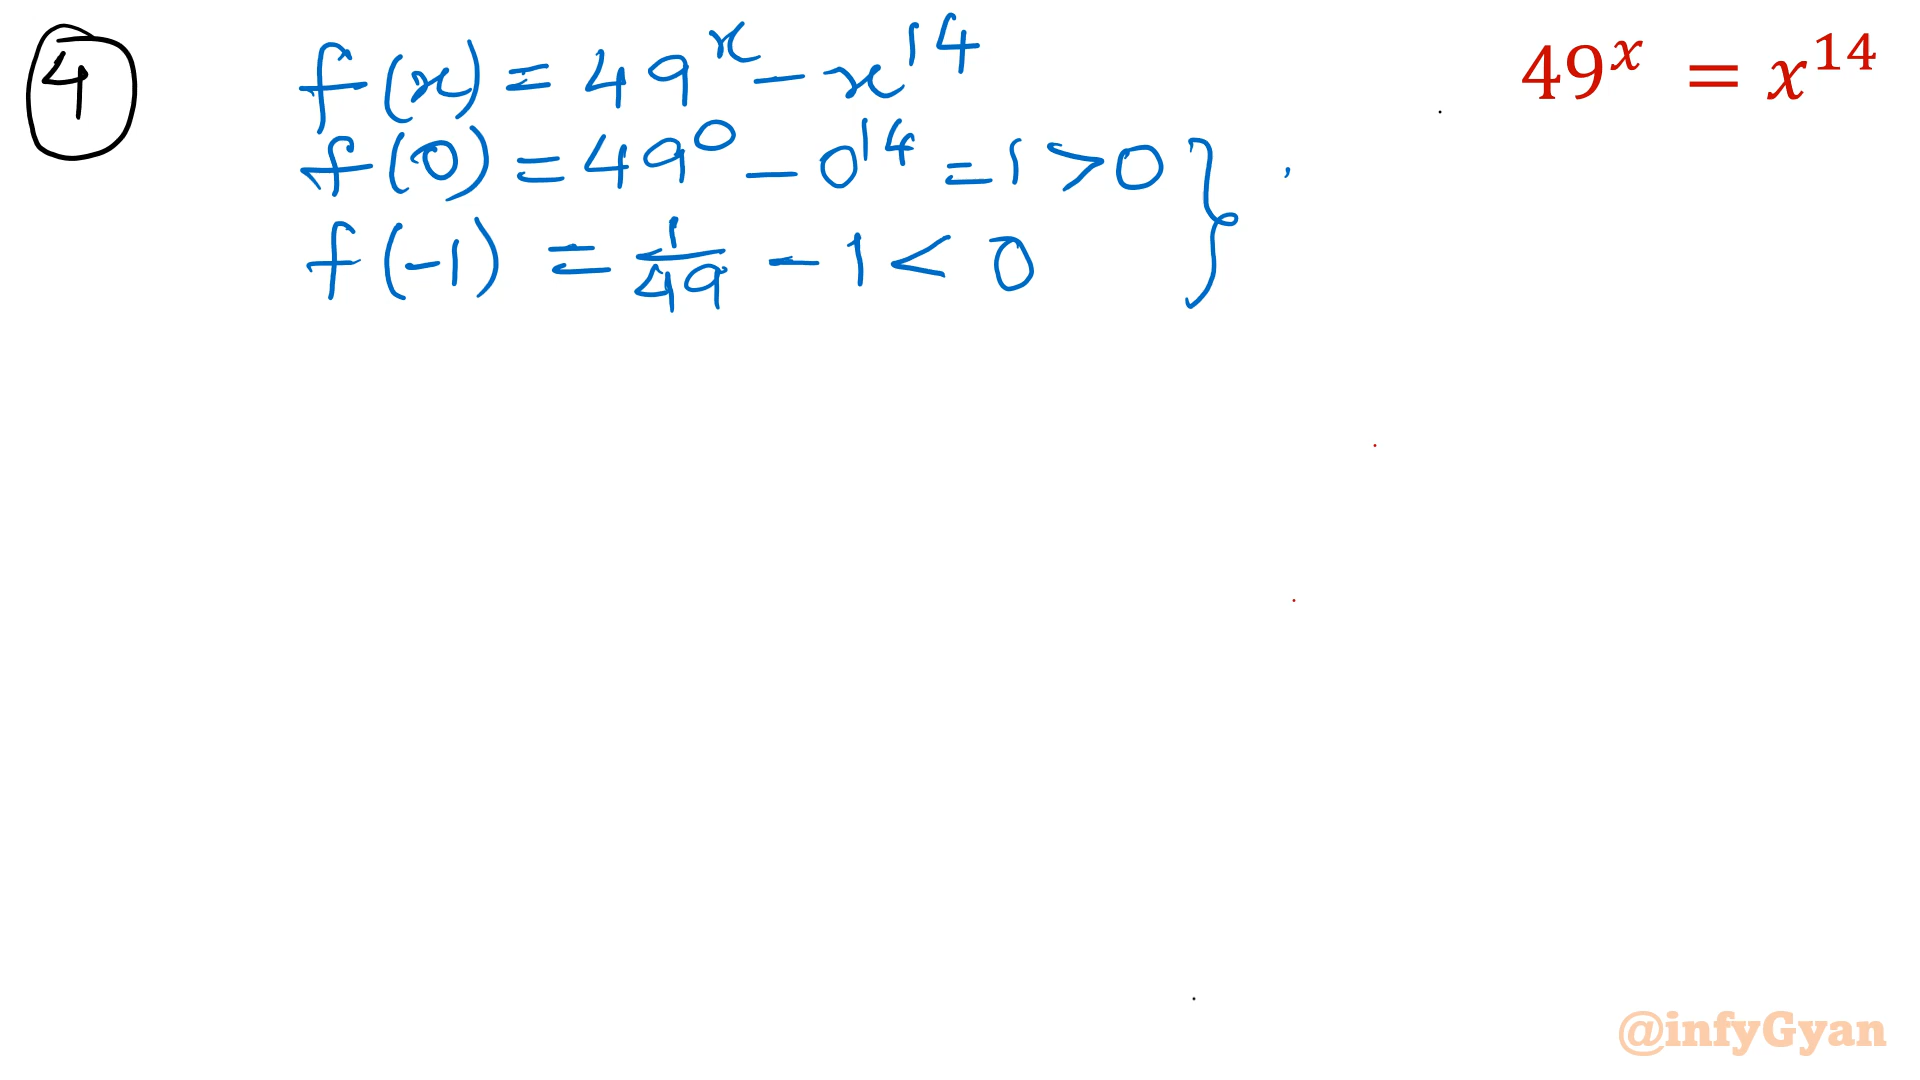 4
f(x) = 49^x - x^14
49^x = x^14
f(0) = 49^0 - 0^14 = 1 > 0
f(-1) = 1/49 - 1 < 0
@infyGyan